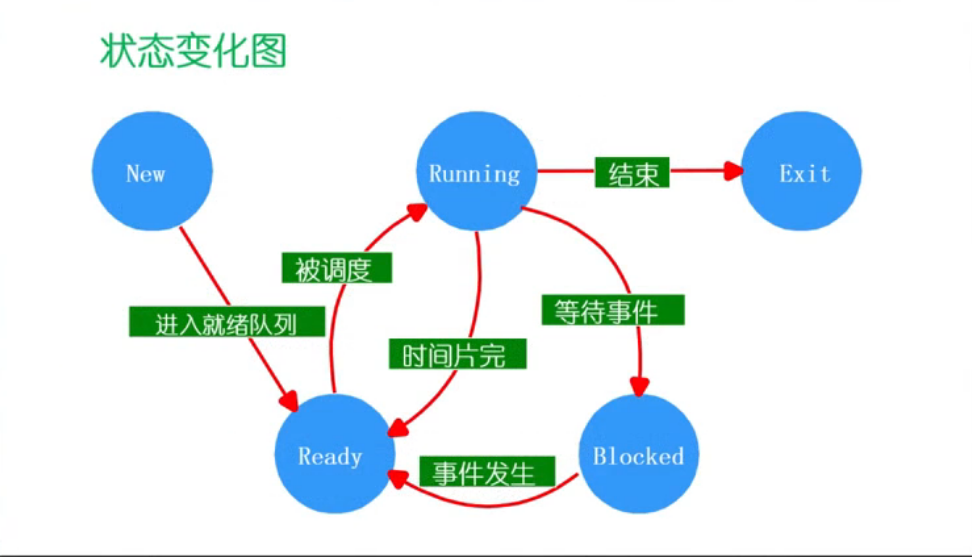 状态变化图
New
Running
结束
Exit
被调度
等待事件
进入就绪队列
时间片完
Ready
事件发生
Blocked